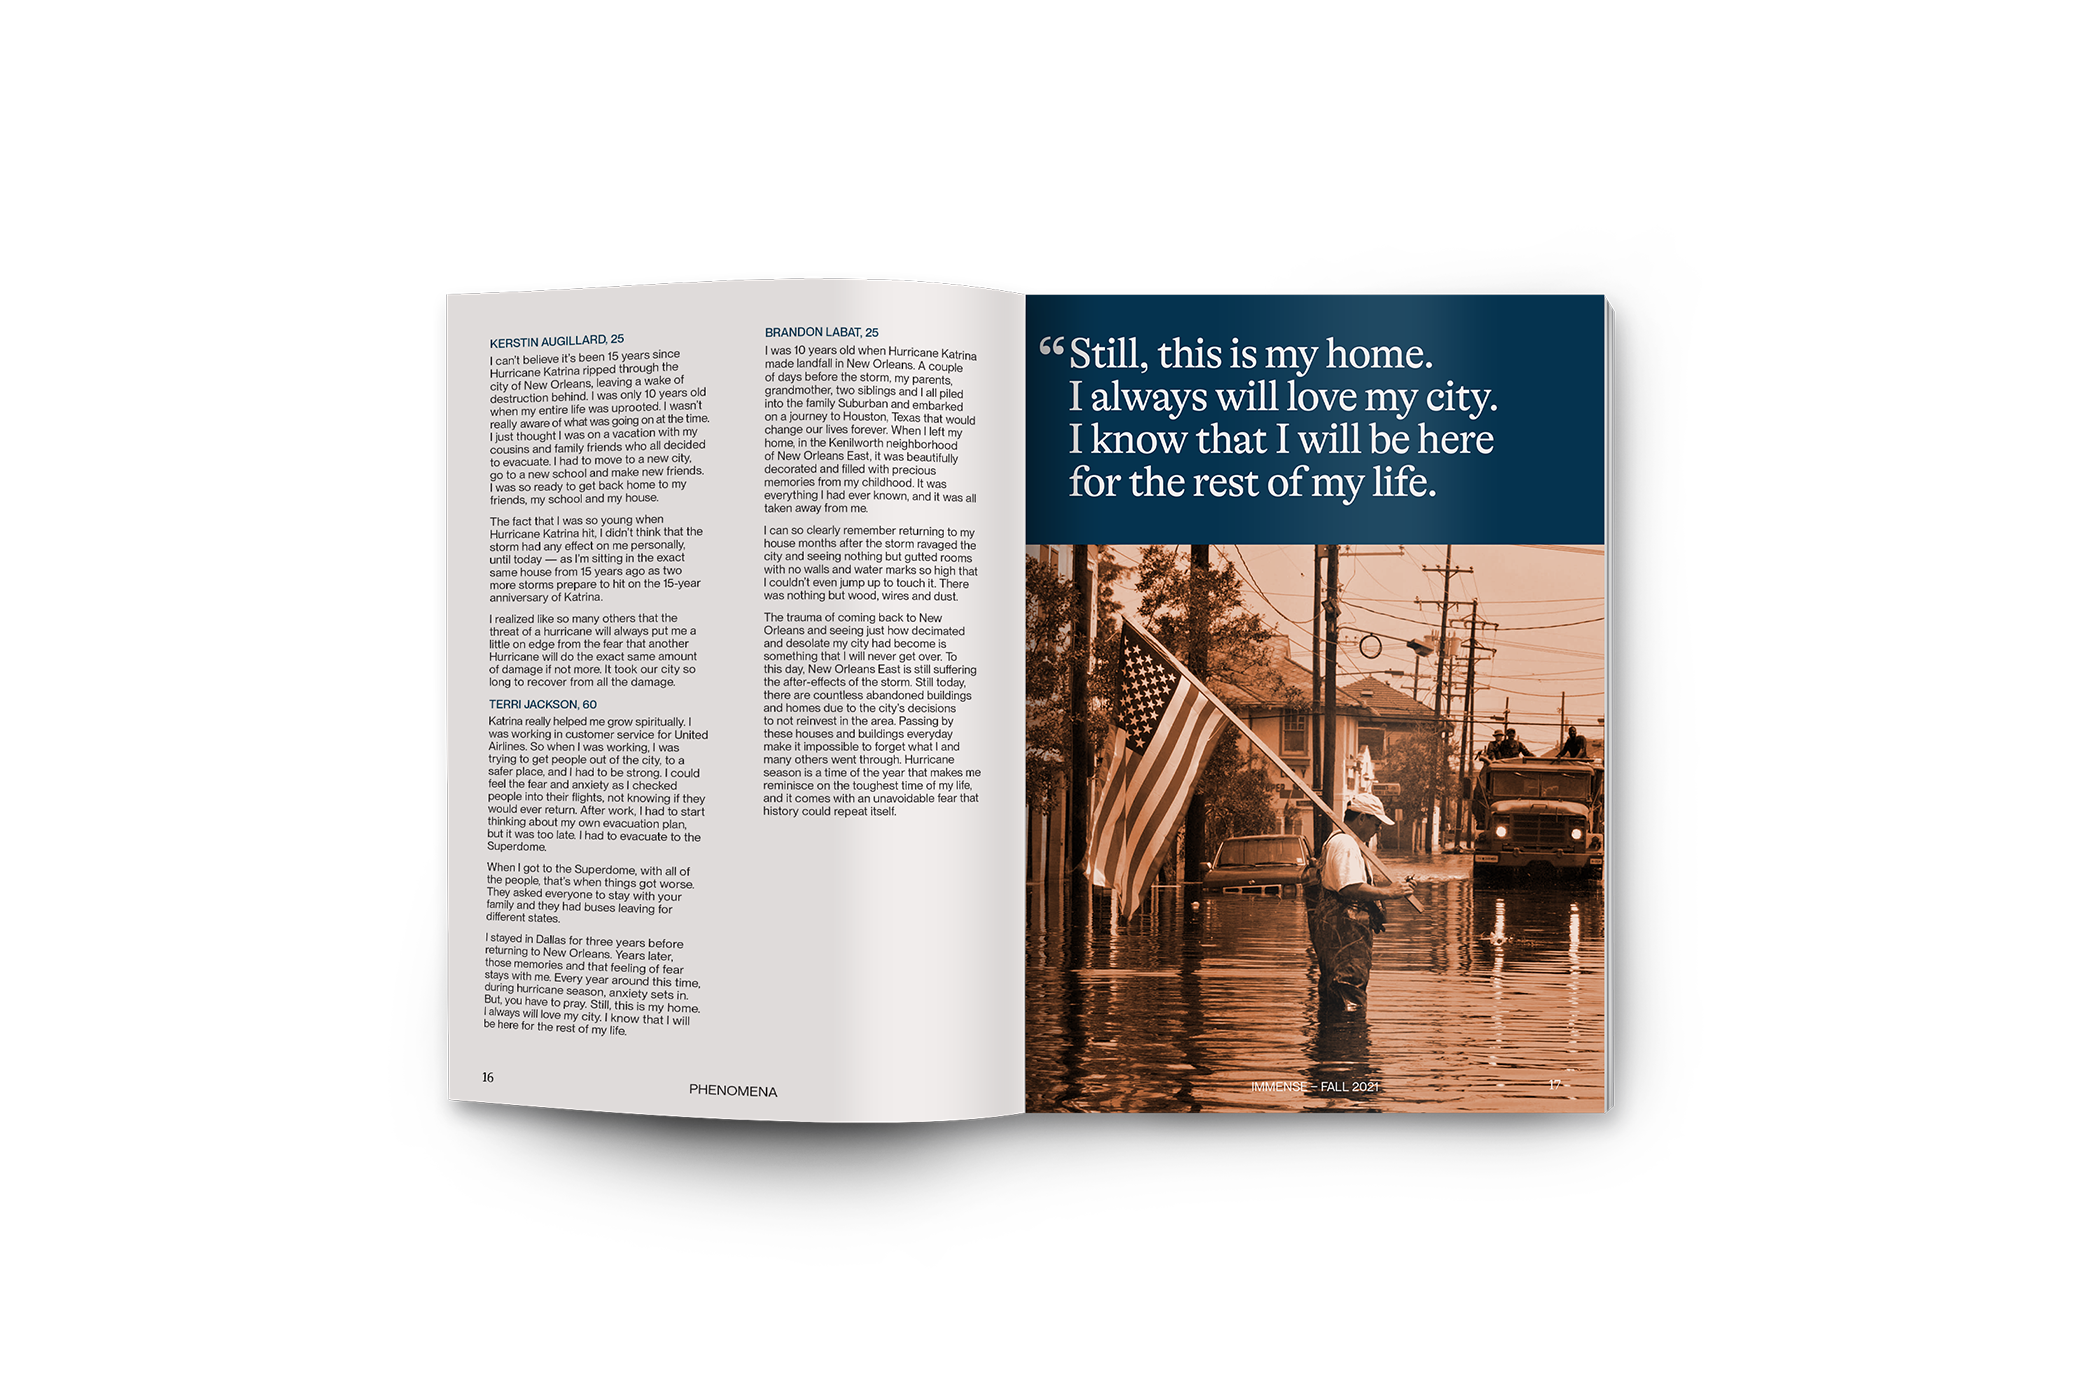 KERSTIN AUGILLARD, 25
I can't believe it's been 15 years since
Hurricane Katrina ripped through the
city of New Orleans, leaving a wake of
destruction behind. I was only 10 years old
when my entire life was uprooted. I wasn't
really aware of what was going on at the time.
I just thought I was on a vacation with my
cousins and family friends who all decided
to evacuate. I had to move to a new city,
go to a new school and make new friends.
I was so ready to get back home to my
friends, my school and my house.
The fact that I was so young when
Hurricane Katrina hit, I didn't think that the
storm had any effect on me personally,
until today — as I'm sitting in the exact
same house from 15 years ago as two
more storms prepare to hit on the 15-year
anniversary of Katrina.
I realized like so many others that the
threat of a hurricane will always put me a
little on edge from the fear that another
Hurricane will do the exact same amount
of damage if not more. It took our city so
long to recover from all the damage.
TERRI JACKSON, 60
Katrina really helped me grow spiritually. I
was working in customer service for United
Airlines. So when I was working, I was
trying to get people out of the city, to a
safer place, and I had to be strong. I could
feel the fear and anxiety as I checked
people into their flights, not knowing if they
would ever return. After work, I had to start
thinking about my own evacuation plan,
but it was too late. I had to evacuate to the
Superdome.
When I got to the Superdome, with all of
the people, that's when things got worse.
They asked everyone to stay with your
family and they had buses leaving for
different states.
I stayed in Dallas for three years before
returning to New Orleans. Years later,
those memories and that feeling of fear
stays with me. Every year around this time,
during hurricane season, anxiety sets in.
But, you have to pray. Still, this is my home.
I always will love my city. I know that I will
be here for the rest of my life.
BRANDON LABAT, 25
I was 10 years old when Hurricane Katrina
made landfall in New Orleans. A couple
of days before the storm, my parents,
grandmother, two siblings and I all piled
into the family Suburban and embarked
on a journey to Houston, Texas that would
change our lives forever. When I left my
home, in the Kenilworth neighborhood
of New Orleans East, it was beautifully
decorated and filled with precious
memories from my childhood. It was
everything I had ever known, and it was all
taken away from me.
I can so clearly remember returning to my
house months after the storm ravaged the
city and seeing nothing but gutted rooms
with no walls and water marks so high that
I couldn't even jump up to touch it. There
was nothing but wood, wires and dust.
The trauma of coming back to New
Orleans and seeing just how decimated
and desolate my city had become is
something that I will never get over. To
this day, New Orleans East is still suffering
the after-effects of the storm. Still today,
there are countless abandoned buildings
and homes due to the city's decisions
to not reinvest in the area. Passing by
these houses and buildings everyday
make it impossible to forget what I and
many others went through. Hurricane
season is a time of the year that makes me
reminisce on the toughest time of my life,
and it comes with an unavoidable fear that
history could repeat itself.
16
PHENOMENA
“Still, this is my home.
I always will love my city.
I know that I will be here
for the rest of my life.
IMMENSE – FALL 2021
17